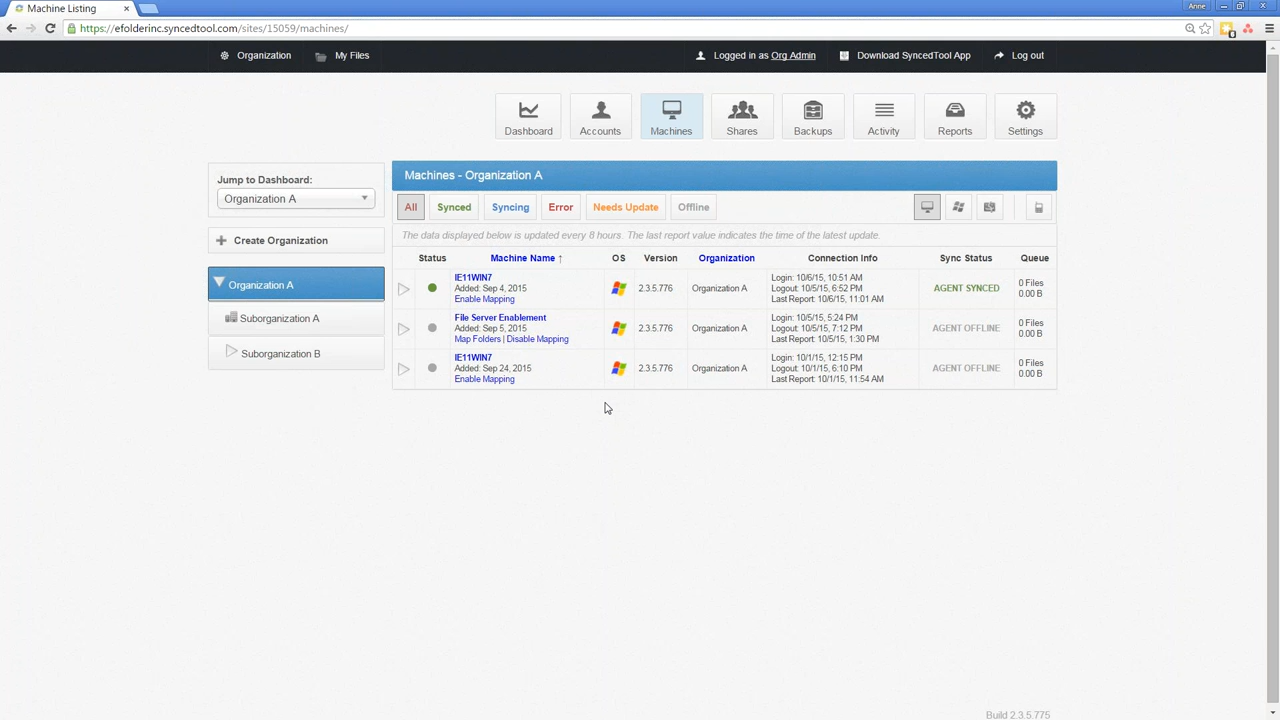 Machine Listing
Anne
https://efolderinc.syncedtool.com/sites/15059/machines/
Organization My Files Logged in as Org Admin Download SyncedTool App Log out
Dashboard Accounts Machines Shares Backups Activity Reports Settings
Jump to Dashboard:
Organization A
Create Organization
Organization A
Suborganization A
Suborganization B
Machines - Organization A
All Synced Syncing Error Needs Update Offline
The data displayed below is updated every 8 hours. The last report value indicates the time of the latest update.
Status Machine Name ↑ OS Version Organization Connection Info Sync Status Queue
IE11WIN7
Added: Sep 4, 2015
Enable Mapping
2.3.5.776
Organization A
Login: 10/6/15, 10:51 AM
Logout: 10/5/15, 6:52 PM
Last Report: 10/6/15, 11:01 AM
AGENT SYNCED
0 Files
0.00 B
File Server Enablement
Added: Sep 5, 2015
Map Folders | Disable Mapping
2.3.5.776
Organization A
Login: 10/5/15, 5:24 PM
Logout: 10/5/15, 7:12 PM
Last Report: 10/5/15, 1:30 PM
AGENT OFFLINE
0 Files
0.00 B
IE11WIN7
Added: Sep 24, 2015
Enable Mapping
2.3.5.776
Organization A
Login: 10/1/15, 12:15 PM
Logout: 10/1/15, 6:10 PM
Last Report: 10/1/15, 11:54 AM
AGENT OFFLINE
0 Files
0.00 B
Build 2.3.5.775